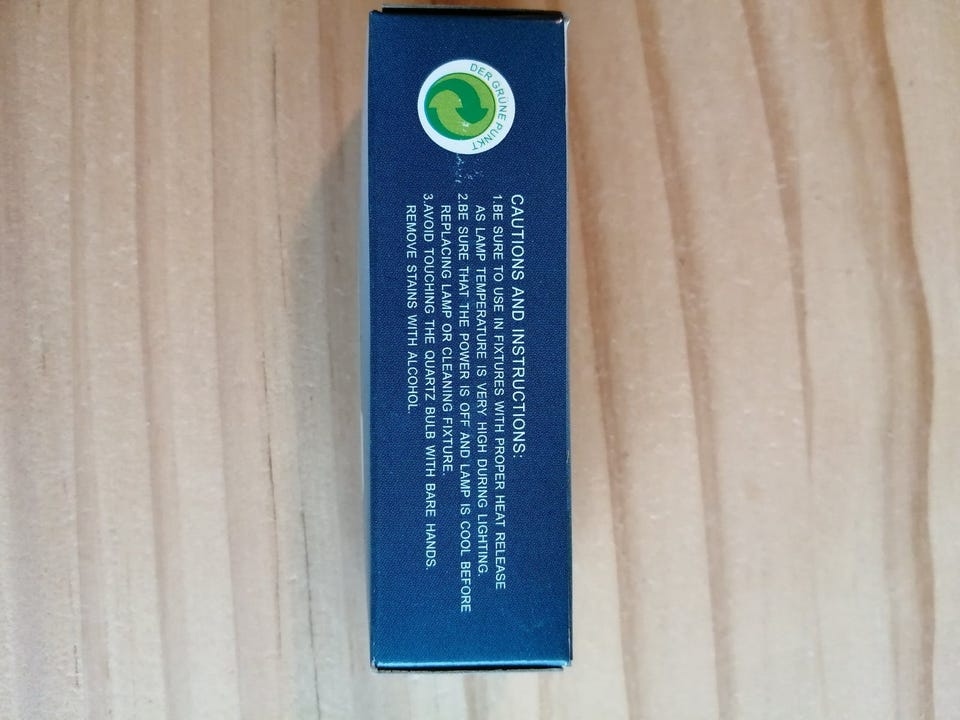 DER GRÜNE PUNKT
CAUTIONS AND INSTRUCTIONS:
1.BE SURE TO USE IN FIXTURES WITH PROPER HEAT RELEASE
AS LAMP TEMPERATURE IS VERY HIGH DURING LIGHTING.
2.BE SURE THAT THE POWER IS OFF AND LAMP IS COOL BEFORE
REPLACING LAMP OR CLEANING FIXTURE.
3.AVOID TOUCHING THE QUARTZ BULB WITH BARE HANDS.
REMOVE STAINS WITH ALCOHOL.